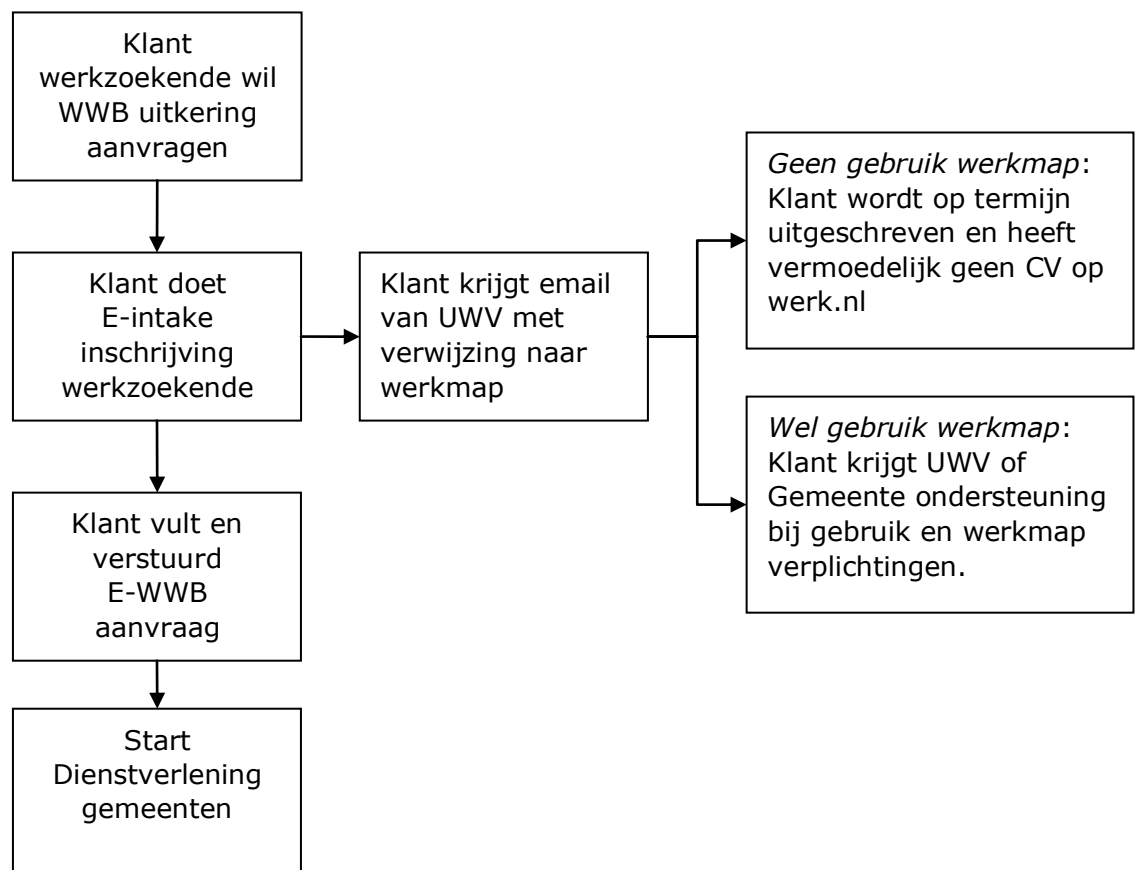 Klant
werkzoekende wil
WWB uitkering
aanvragen
Klant doet
E-intake
inschrijving
werkzoekende
Klant krijgt email
van UWV met
verwijzing naar
werkmap
Geen gebruik werkmap:
Klant wordt op termijn
uitgeschreven en heeft
vermoedelijk geen CV op
werk.nl
Wel gebruik werkmap:
Klant krijgt UWV of
Gemeente ondersteuning
bij gebruik en werkmap
verplichtingen.
Klant vult en
verstuurd
E-WWB
aanvraag
Start
Dienstverlening
gemeenten